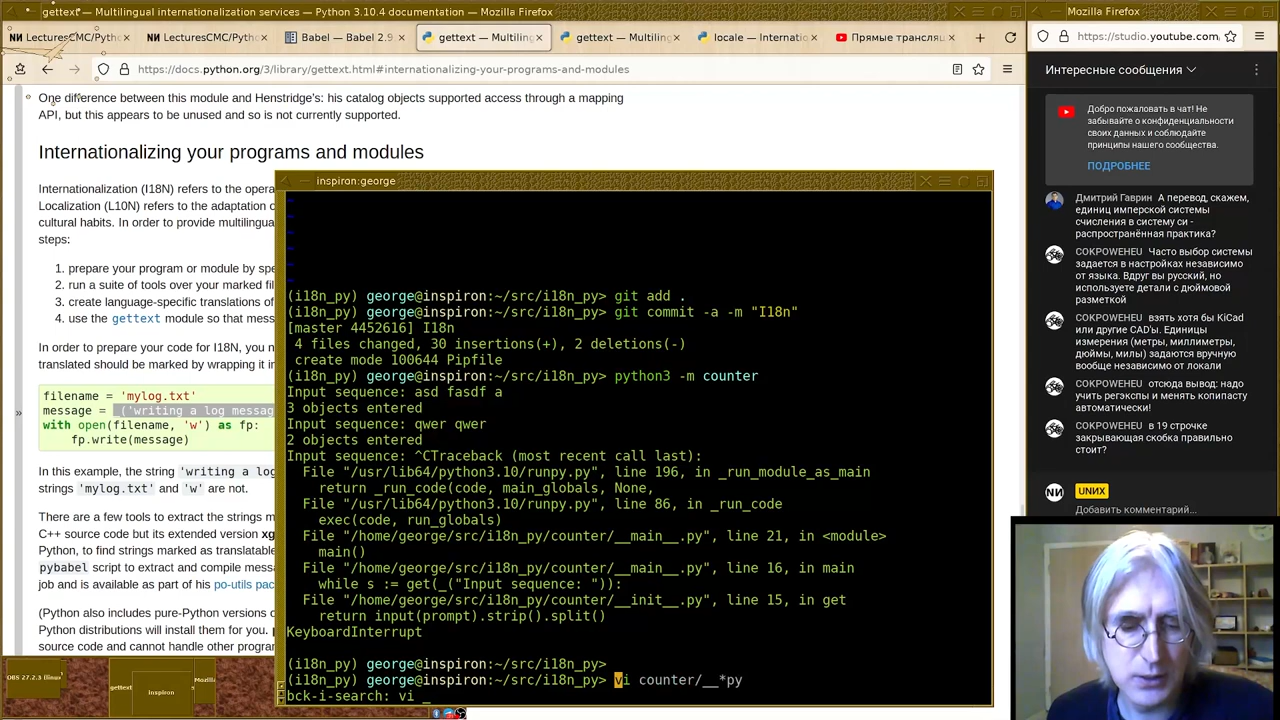 gettext — Multilingual internationalization services — Python 3.10.4 documentation — Mozilla Firefox
Mozilla Firefox
LecturesCMC/Pytho
LecturesCMC/Pytho
Babel — Babel 2.9
gettext — Multiling
gettext — Multiling
locale — Internatio
Прямые трансляц
https://docs.python.org/3/library/gettext.html#internationalizing-your-programs-and-modules
https://studio.youtube.com
One difference between this module and Henstridge's: his catalog objects supported access through a mapping
API, but this appears to be unused and so is not currently supported.
Internationalizing your programs and modules
Internationalization (I18N) refers to the opera
Localization (L10N) refers to the adaptation o
cultural habits. In order to provide multilingua
steps:
1. prepare your program or module by spe
2. run a suite of tools over your marked fil
3. create language-specific translations of
4. use the gettext module so that mess
In order to prepare your code for I18N, you n
translated should be marked by wrapping it in
filename = 'mylog.txt'
message = _('writing a log messag
with open(filename, 'w') as fp:
fp.write(message)
In this example, the string 'writing a log
strings 'mylog.txt' and 'w' are not.
There are a few tools to extract the strings m
C++ source code but its extended version xg
Python, to find strings marked as translatable
pybabel script to extract and compile messa
job and is available as part of his po-utils pac
(Python also includes pure-Python versions o
Python distributions will install them for you. p
source code and cannot handle other program
inspiron:george
(i18n_py) george@inspiron:~/src/i18n_py> git add .
(i18n_py) george@inspiron:~/src/i18n_py> git commit -a -m "I18n"
[master 4452616] I18n
4 files changed, 30 insertions(+), 2 deletions(-)
create mode 100644 Pipfile
(i18n_py) george@inspiron:~/src/i18n_py> python3 -m counter
Input sequence: asd fasdf a
3 objects entered
Input sequence: qwer qwer
2 objects entered
Input sequence: ^CTraceback (most recent call last):
File "/usr/lib64/python3.10/runpy.py", line 196, in _run_module_as_main
return _run_code(code, main_globals, None,
File "/usr/lib64/python3.10/runpy.py", line 86, in _run_code
exec(code, run_globals)
File "/home/george/src/i18n_py/counter/__main__.py", line 21, in <module>
main()
File "/home/george/src/i18n_py/counter/__main__.py", line 16, in main
while s := get(_("Input sequence: ")):
File "/home/george/src/i18n_py/counter/__init__.py", line 15, in get
return input(prompt).strip().split()
KeyboardInterrupt
(i18n_py) george@inspiron:~/src/i18n_py>
(i18n_py) george@inspiron:~/src/i18n_py> vi counter/__*py
bck-i-search: vi _
Интересные сообщения
Добро пожаловать в чат! Не
забывайте о конфиденциальности
своих данных и соблюдайте
принципы нашего сообщества.
ПОДРОБНЕЕ
Дмитрий Гаврин А перевод, скажем,
единиц имперской системы
счисления в систему си -
распространённая практика?
COKPOWEHEU Часто выбор системы
задается в настройках независимо
от языка. Вдруг вы русский, но
используете детали с дюймовой
разметкой
COKPOWEHEU взять хотя бы KiCad
или другие CAD'ы. Единицы
измерения (метры, миллиметры,
дюймы, милы) задаются вручную
вообще независимо от локали
COKPOWEHEU отсюда вывод: надо
учить регэкспы и менять копипасту
автоматически!
COKPOWEHEU в 19 строчке
закрывающая скобка правильно
стоит?
UNИX
Добавить комментарий...
OBS 27.2.3 (linux
gettext
inspiron
Mozill